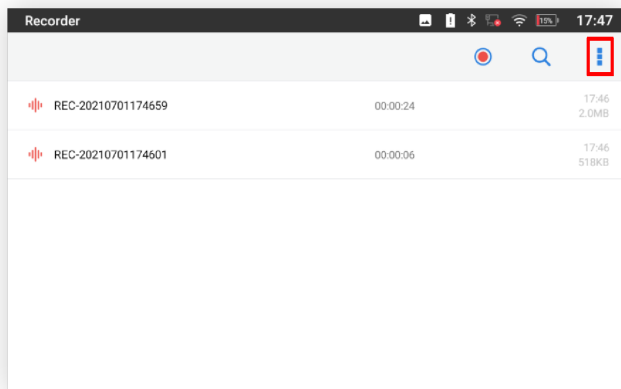 Recorder 15% 17:47
REC-20210701174659 00:00:24 17:46
2.0MB
REC-20210701174601 00:00:06 17:46
518KB